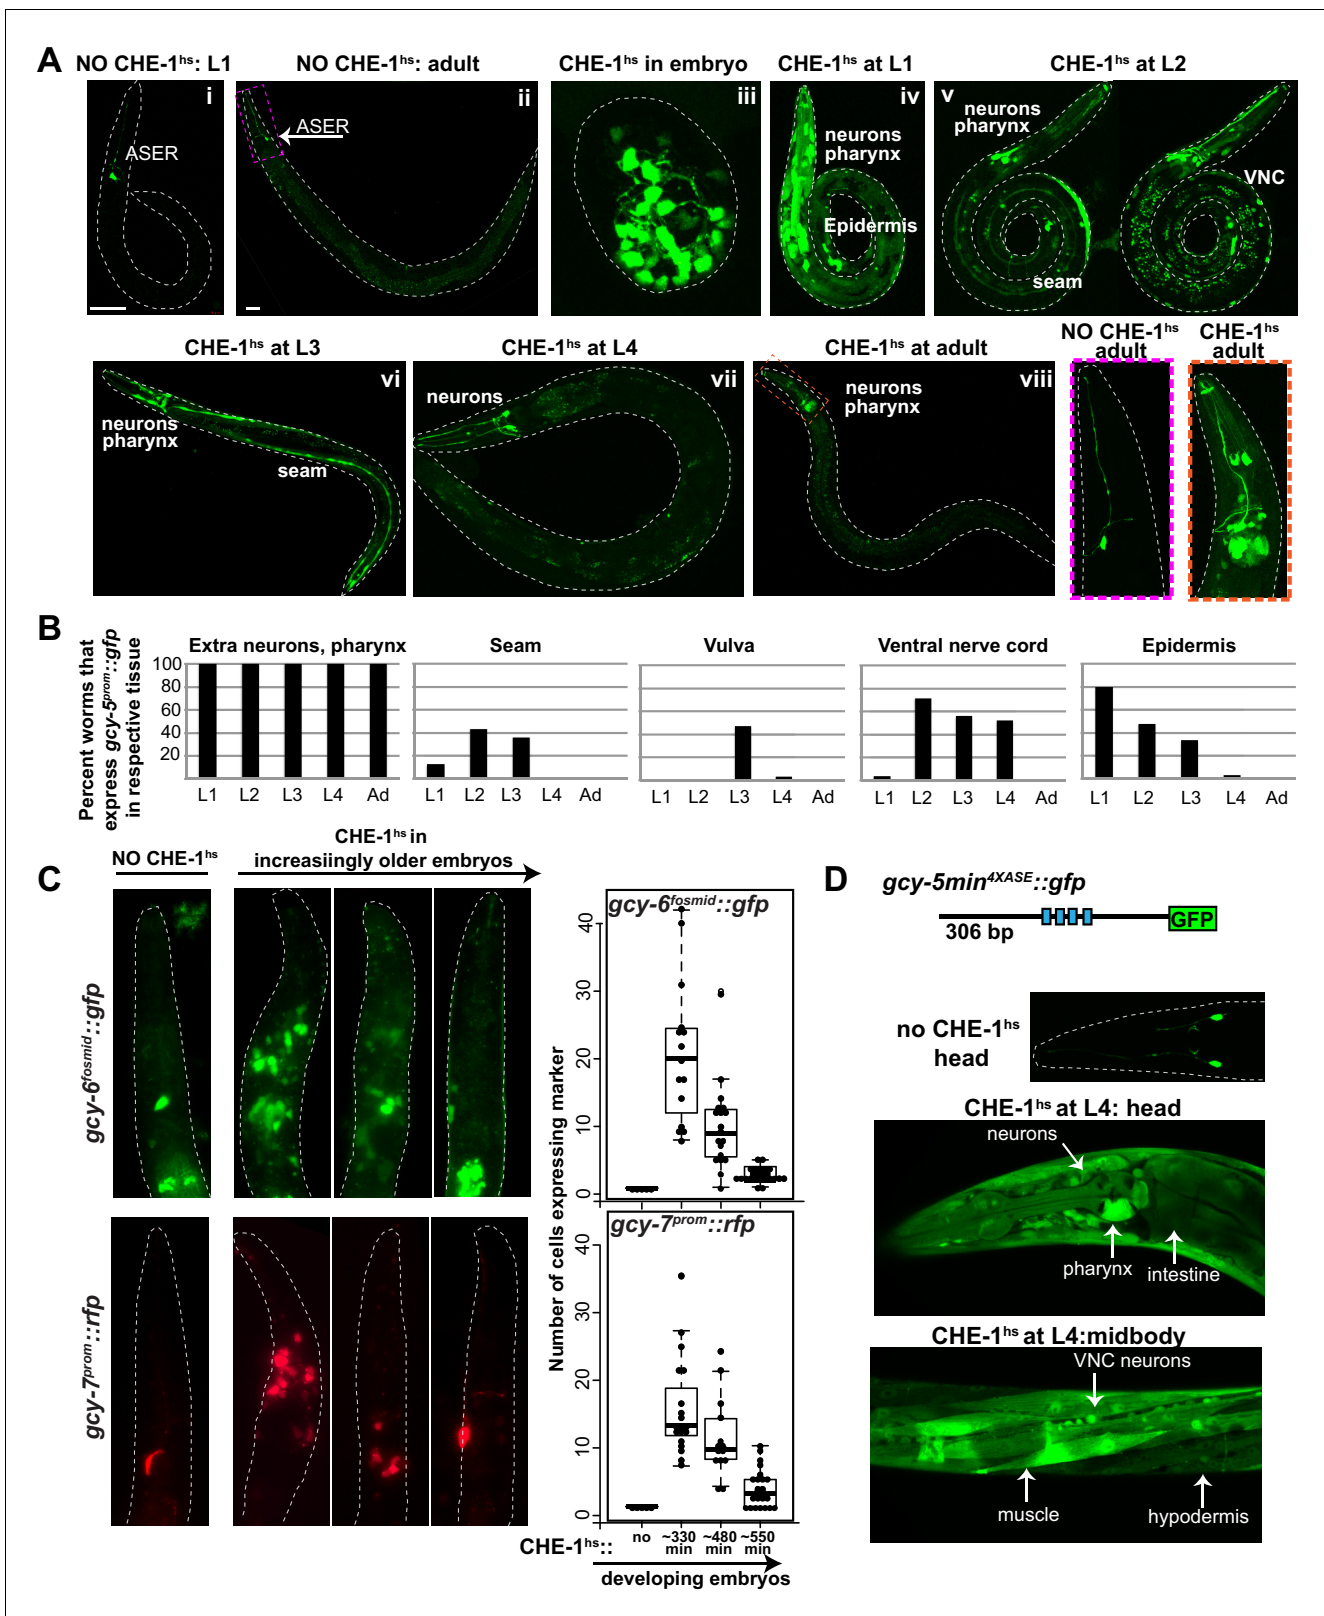 A
NO CHE-1hs: L1
i
ASER
NO CHE-1hs: adult
ii
ASER
CHE-1hs in embryo
iii
CHE-1hs at L1
iv
neurons
pharynx
Epidermis
CHE-1hs at L2
v
neurons
pharynx
VNC
seam
CHE-1hs at L3
vi
neurons
pharynx
seam
CHE-1hs at L4
vii
neurons
CHE-1hs at adult
viii
neurons
pharynx
NO CHE-1hs
adult
CHE-1hs
adult
B
Percent worms that
express gcy-5prom::gfp
in respective tissue
100
80
60
40
20
Extra neurons, pharynx
L1 L2 L3 L4 Ad
Seam
L1 L2 L3 L4 Ad
Vulva
L1 L2 L3 L4 Ad
Ventral nerve cord
L1 L2 L3 L4 Ad
Epidermis
L1 L2 L3 L4 Ad
C
NO CHE-1hs
CHE-1hs in
increasiingly older embryos
gcy-6fosmid::gfp
gcy-7prom::rfp
Number of cells expressing marker
gcy-6fosmid::gfp
40
30
20
10
0
gcy-7prom::rfp
40
30
20
10
0
CHE-1hs::
no
~330
min
~480
min
~550
min
developing embryos
D
gcy-5min4XASE::gfp
306 bp
GFP
no CHE-1hs
head
CHE-1hs at L4: head
neurons
pharynx
intestine
CHE-1hs at L4:midbody
VNC neurons
muscle
hypodermis